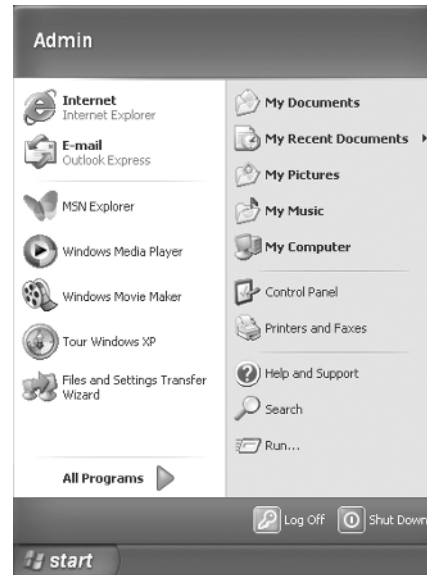 Admin
Internet
Internet Explorer
E-mail
Outlook Express
MSN Explorer
Windows Media Player
Windows Movie Maker
Tour Windows XP
Files and Settings Transfer
Wizard
All Programs
My Documents
My Recent Documents
My Pictures
My Music
My Computer
Control Panel
Printers and Faxes
Help and Support
Search
Run...
Log Off
Shut Down
start